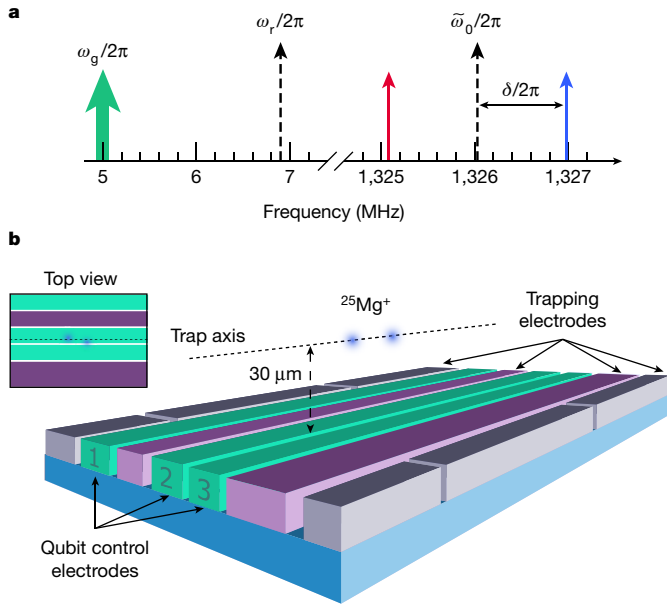 a
ω_g/2π
ω_r/2π
ω̃_0/2π
δ/2π
5
6
7
1,325
1,326
1,327
Frequency (MHz)
b
Top view
²⁵Mg⁺
Trap axis
Trapping
electrodes
30 μm
1
2
3
Qubit control
electrodes